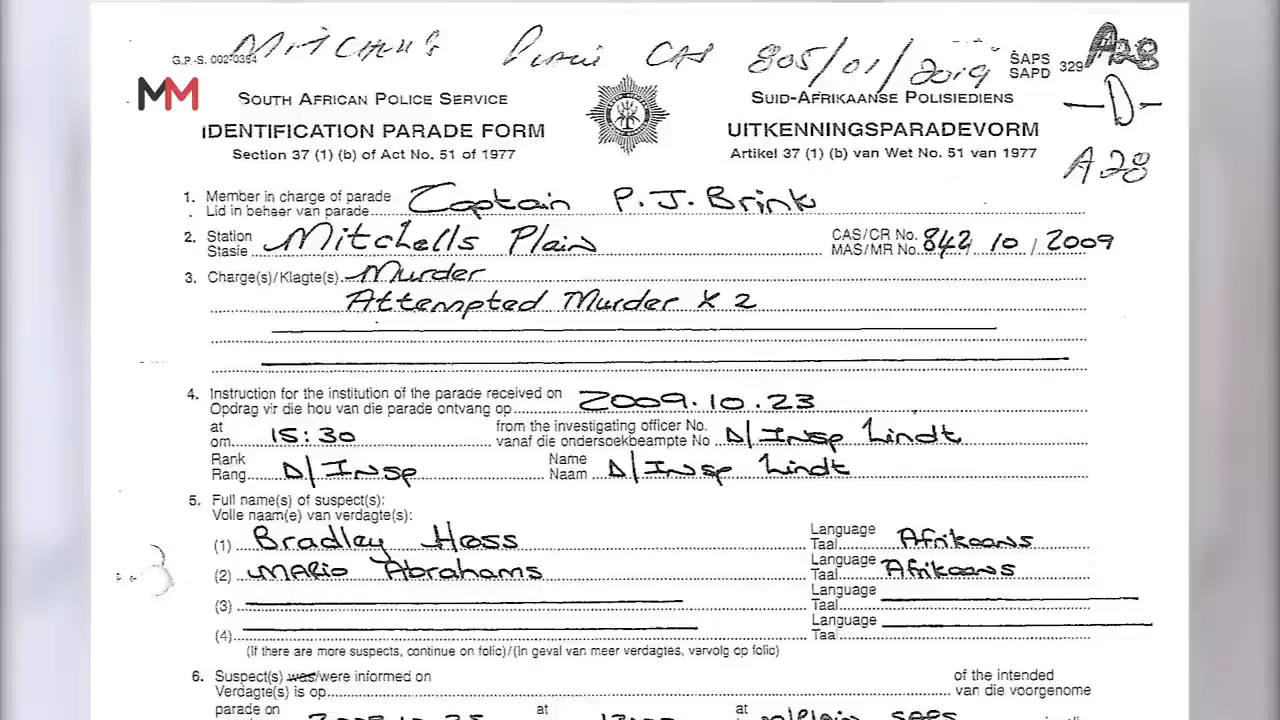 G.P.-S. 002-0384
MITCHELL'S PLAIN CAS 805/01/2019
SAPS
SAPD 329
A28
MM
SOUTH AFRICAN POLICE SERVICE
SUID-AFRIKAANSE POLISIEDIENS
-D-
IDENTIFICATION PARADE FORM
UITKENNINGSPARADEVORM
Section 37 (1) (b) of Act No. 51 of 1977
Artikel 37 (1) (b) van Wet No. 51 van 1977
A28
1. Member in charge of parade
Lid in beheer van parade Captain P.J. Brink
2. Station
Stasie Mitchells Plain
CAS/CR No.
MAS/MR No. 842/10/2009
3. Charge(s)/Klagte(s) Murder
Attempted Murder x 2
4. Instruction for the institution of the parade received on
Opdrag vir die hou van die parade ontvang op 2009.10.23
at
om 15:30
from the investigating officer No.
vanaf die ondersoekbeampte No D/Insp Lindt
Rank
Rang D/Insp
Name
Naam D/Insp Lindt
5. Full name(s) of suspect(s):
Volle naam(e) van verdagte(s):
(1) Bradley Hess
Language
Taal Afrikaans
(2) Mario Abrahams
Language
Taal Afrikaans
(3)
Language
Taal
(4)
Language
Taal
(If there are more suspects, continue on folio)/(In geval van meer verdagtes, vervolg op folio)
6. Suspect(s) was/were informed on
Verdagte(s) is op
of the intended
van die voorgenome
parade on
at
at